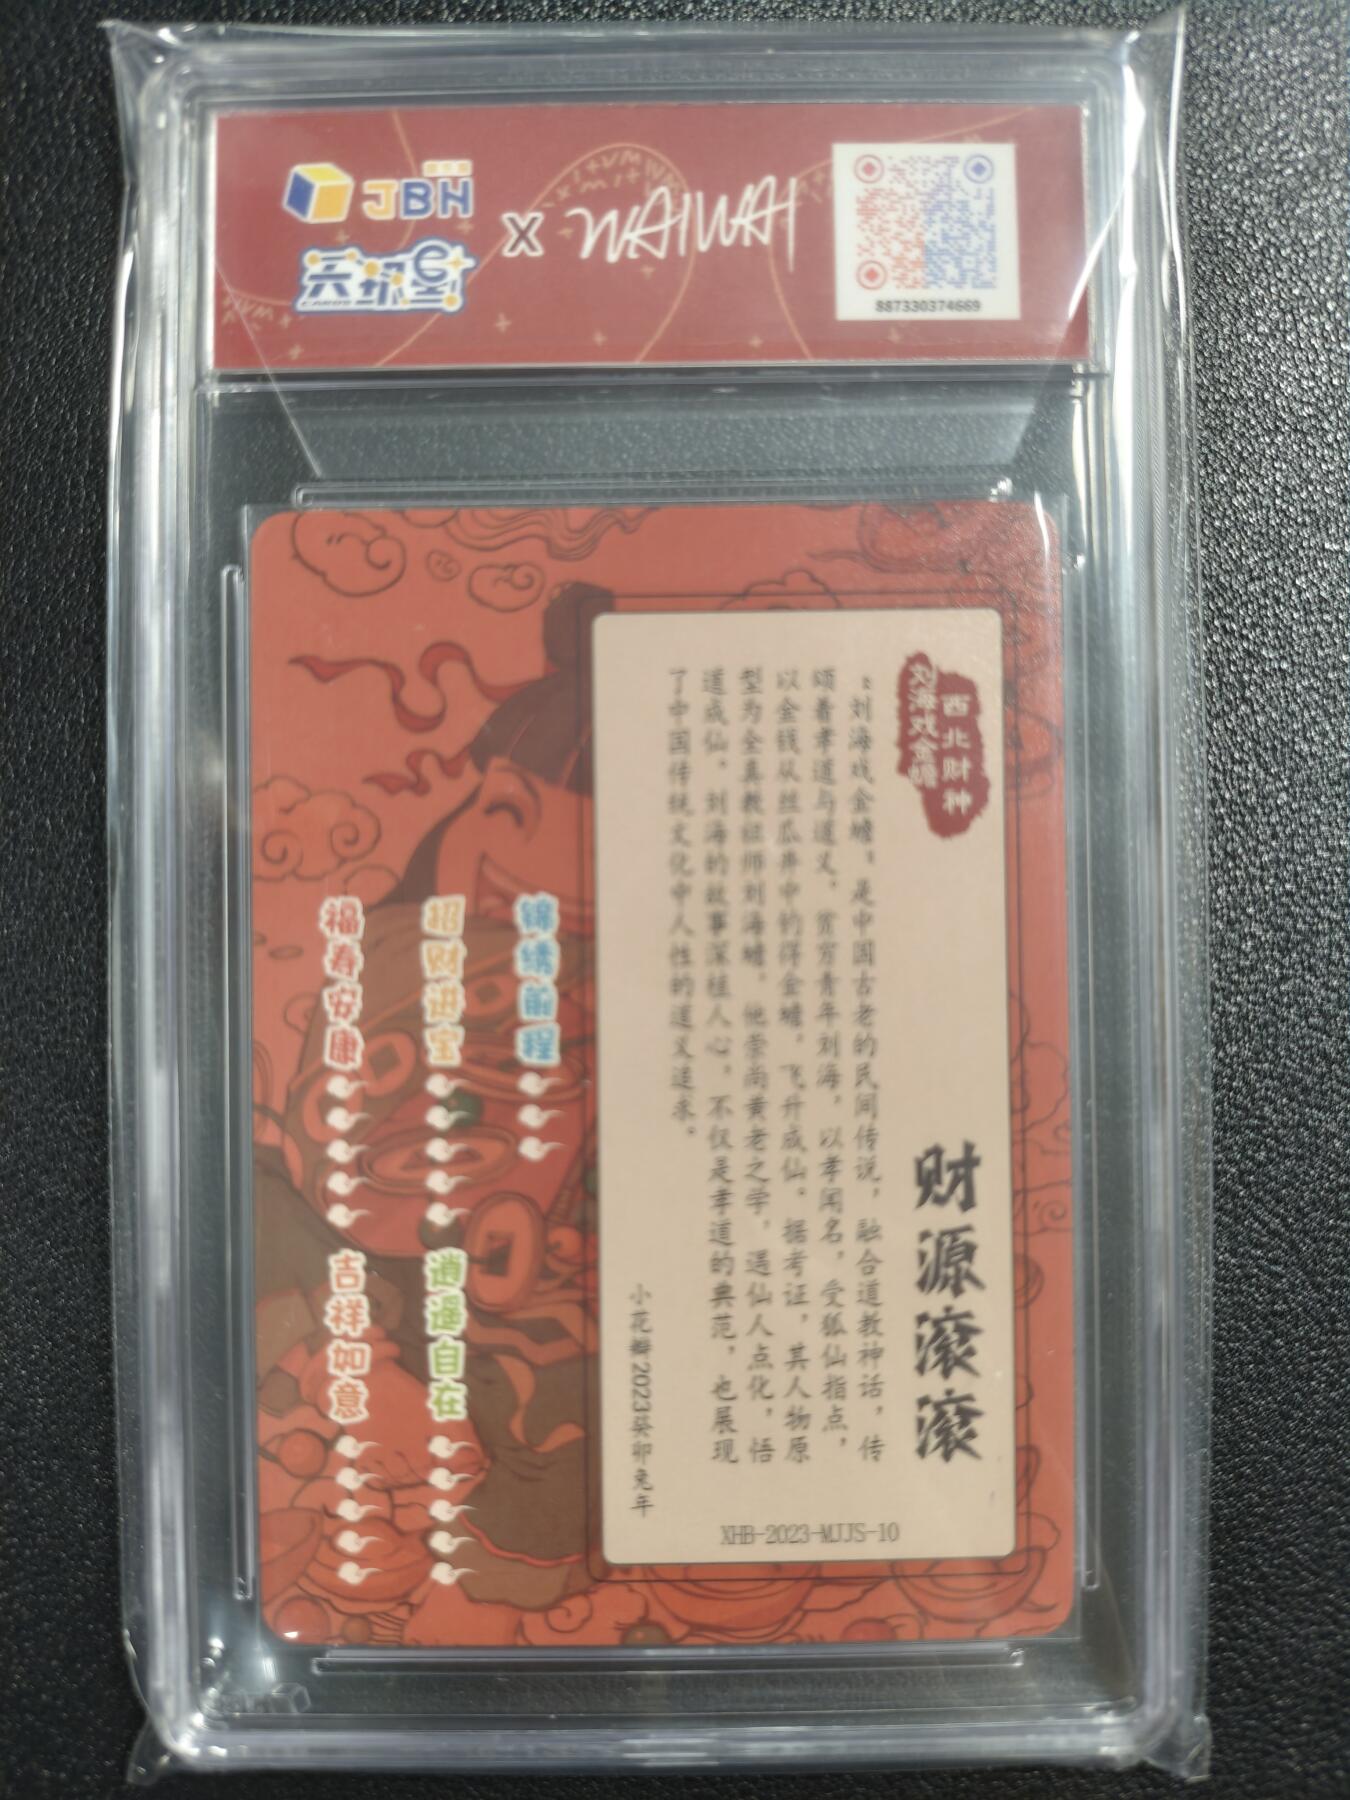 JBH
天机星
CARDS
X
WAIWAI
887330374669
西北财神
刘海戏金蟾
财源滚滚
:刘海戏金蟾,是中国古老的民间传说,融合道教神话,传
颂着孝道与道义,贫穷青年刘海,以孝闻名,受狐仙指点,
以金钱从丝瓜井中钓得金蟾,飞升成仙。据考证,其人物原
型为全真教祖师刘海蟾,他崇尚黄老之学,遇仙人点化,悟
道成仙。刘海的故事深植人心,不仅是孝道的典范,也展现
了中国传统文化中人性的道义追求。
小花瓣2023癸卯兔年
XHB-2023-MJJS-10
锦绣前程
招财进宝
逍遥自在
福寿安康
吉祥如意